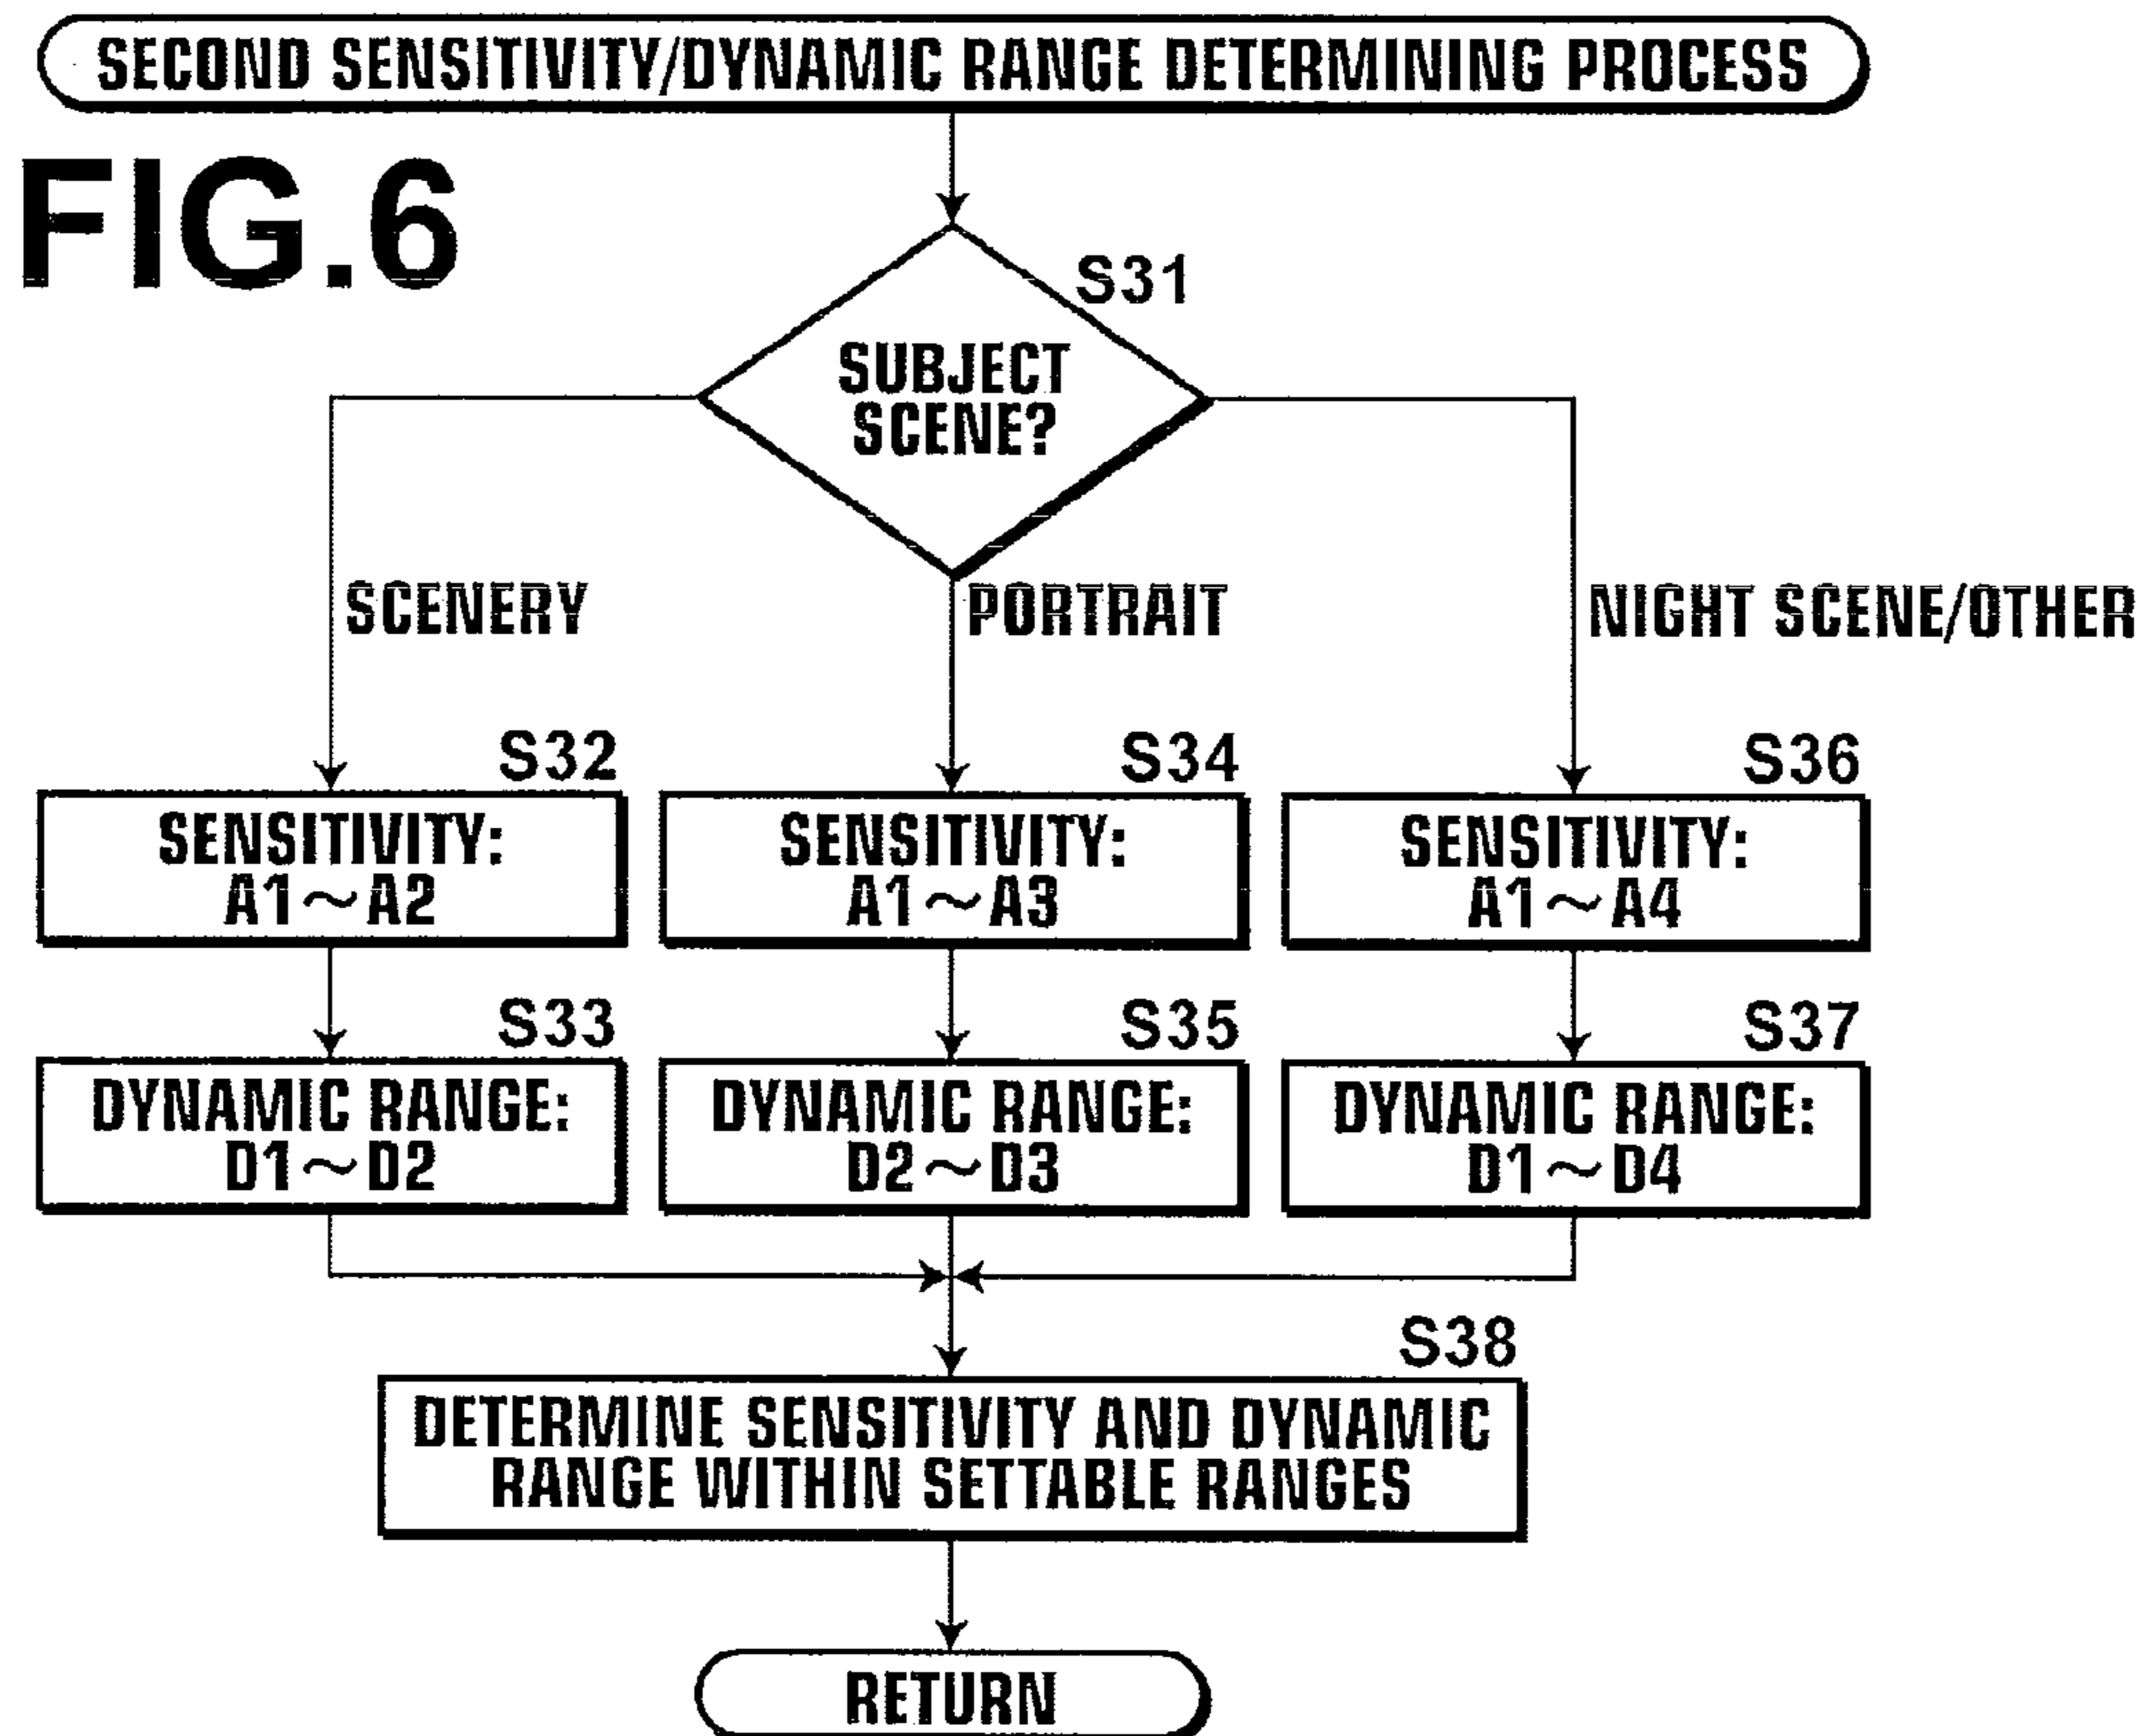 SECOND SENSITIVITY/DYNAMIC RANGE DETERMINING PROCESS
FIG.6
S31
SUBJECT
SCENE?
SCENERY
PORTRAIT
NIGHT SCENE/OTHER
S32
SENSITIVITY:
A1~A2
S34
SENSITIVITY:
A1~A3
S36
SENSITIVITY:
A1~A4
S33
DYNAMIC RANGE:
D1~D2
S35
DYNAMIC RANGE:
D2~D3
S37
DYNAMIC RANGE:
D1~D4
S38
DETERMINE SENSITIVITY AND DYNAMIC
RANGE WITHIN SETTABLE RANGES
RETURN